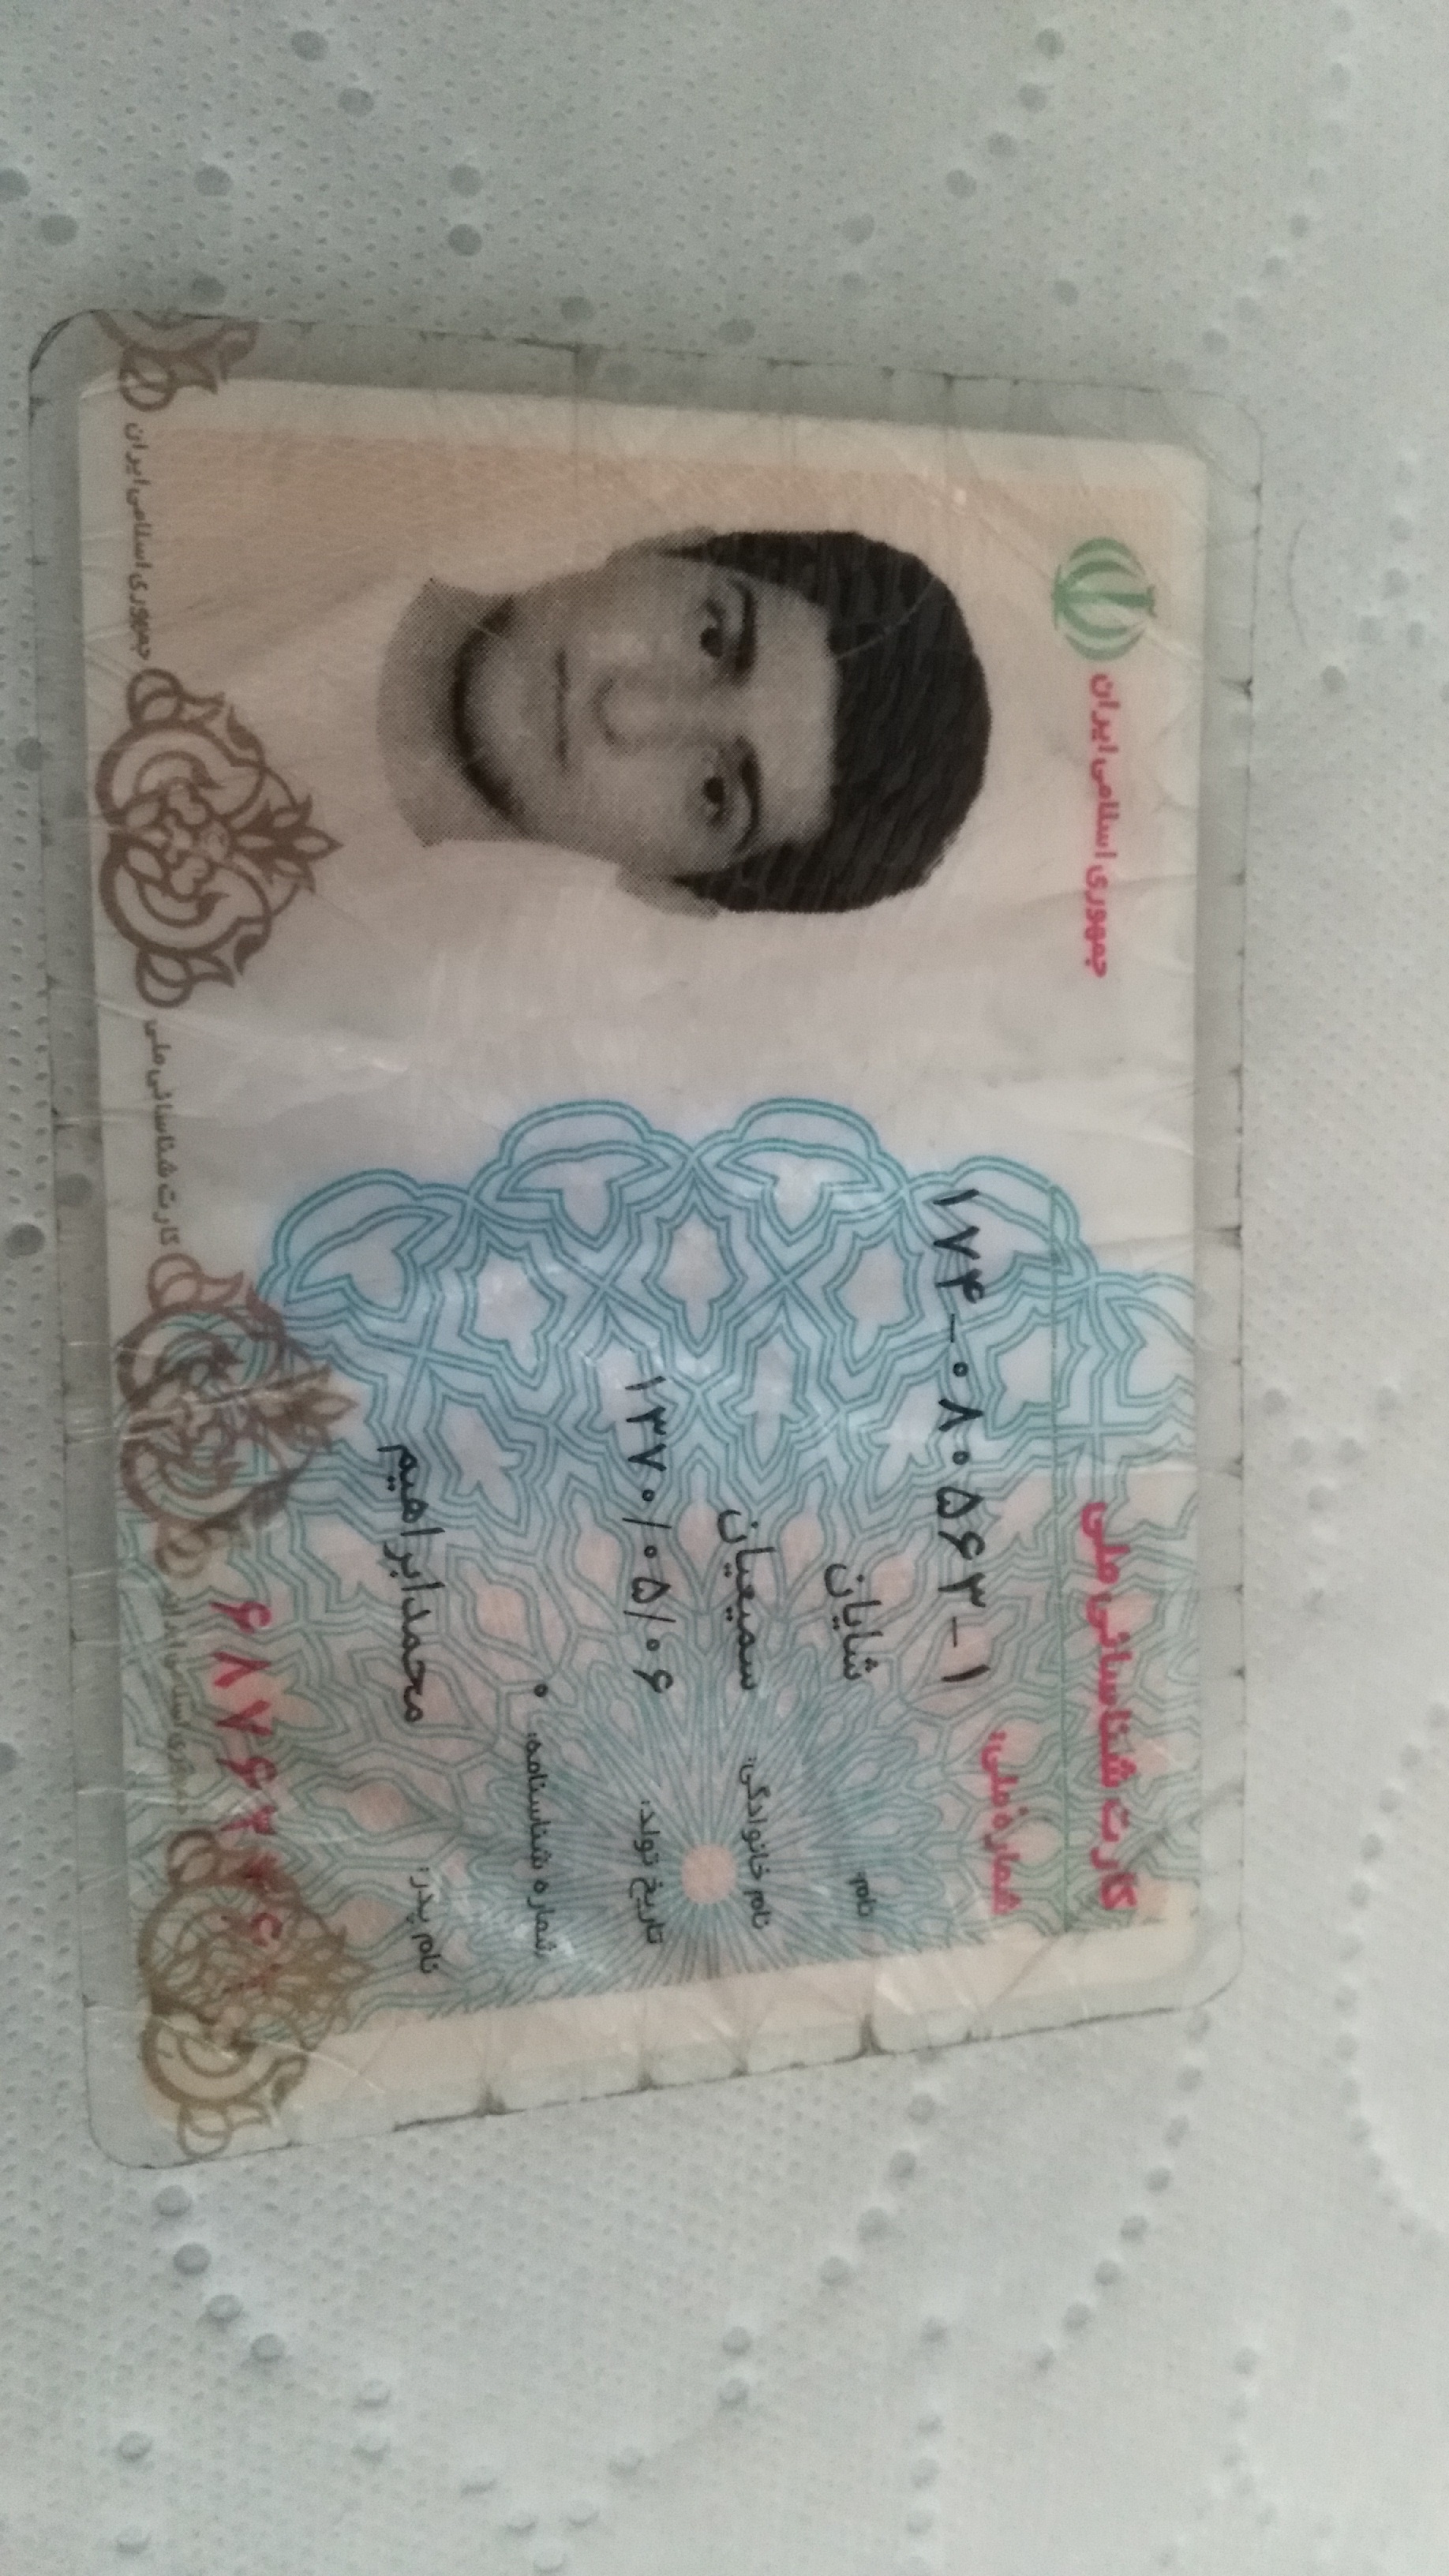 جمهوری اسلامی ایران
کارت شناسائی ملی
شماره ملی: ۱۷۴-۰۸۰۵۶۳-۱
نام: شایان
نام خانوادگی: سمیعیان
تاریخ تولد: ۱۳۷۰/۰۵/۰۶
شماره شناسنامه: ۰
نام پدر: محمدابراهیم
جمهوری اسلامی ایران کارت شناسائی ملی